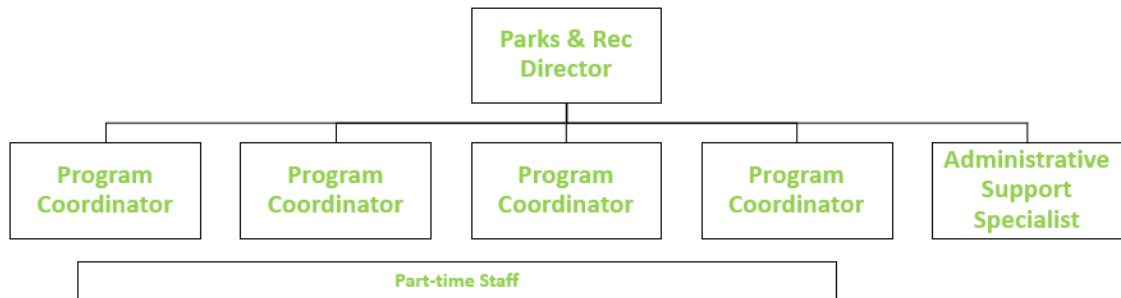 Parks & Rec
Director
Program
Coordinator
Program
Coordinator
Program
Coordinator
Program
Coordinator
Administrative
Support
Specialist
Part-time Staff